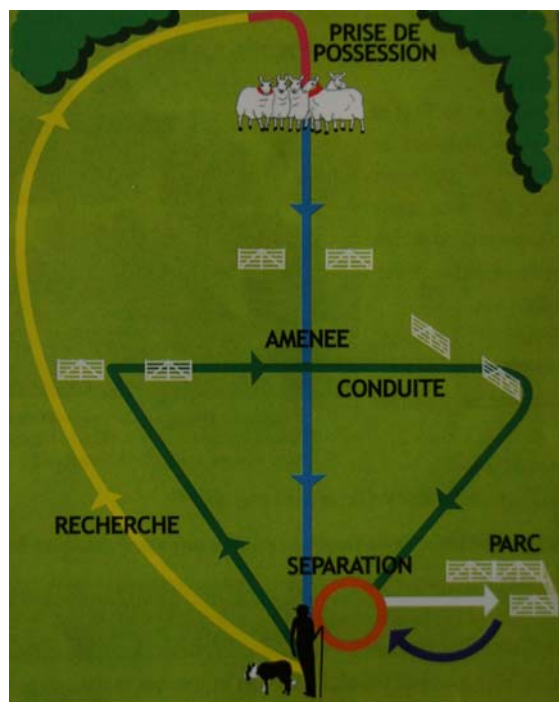 PRISE DE
POSSESSION
AMENEE
CONDUITE
RECHERCHE
SEPARATION
PARC